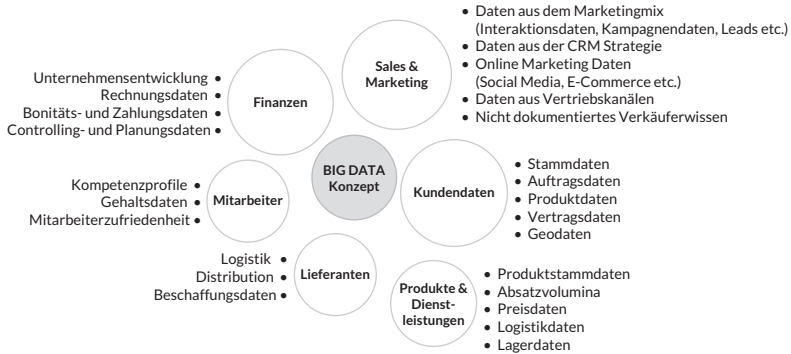 • Daten aus dem Marketingmix
(Interaktionsdaten, Kampagnendaten, Leads etc.)
• Daten aus der CRM Strategie
• Online Marketing Daten
(Social Media, E-Commerce etc.)
• Daten aus Vertriebskanälen
• Nicht dokumentiertes Verkäuferwissen
Sales &
Marketing
Unternehmensentwicklung •
Rechnungsdaten •
Bonitäts- und Zahlungsdaten •
Controlling- und Planungsdaten •
Finanzen
BIG DATA
Konzept
Kompetenzprofile •
Gehaltsdaten •
Mitarbeiterzufriedenheit •
Mitarbeiter
Kundendaten
• Stammdaten
• Auftragsdaten
• Produktdaten
• Vertragsdaten
• Geodaten
Logistik •
Distribution •
Beschaffungsdaten •
Lieferanten
Produkte &
Dienst-
leistungen
• Produktstammdaten
• Absatzvolumina
• Preisdaten
• Logistikdaten
• Lagerdaten